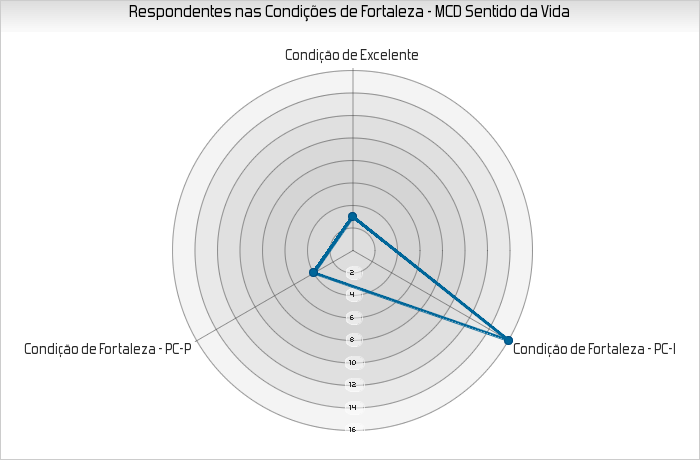 Respondentes nas Condições de Fortaleza - MCD Sentido da Vida
Condição de Excelente
2
4
6
8
10
12
14
16
Condição de Fortaleza - PC-P
Condição de Fortaleza - PC-I